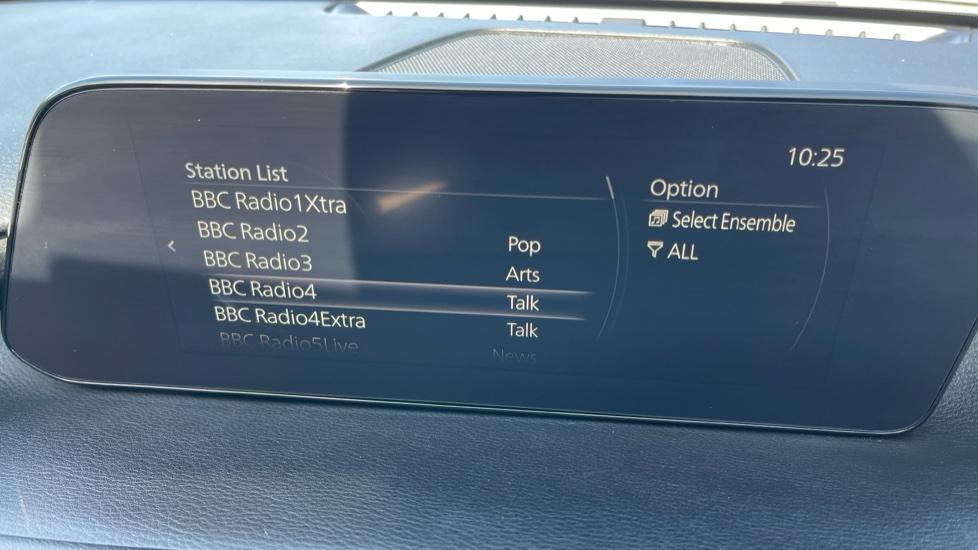 10:25
Station List
BBC Radio1Xtra
BBC Radio2 Pop
BBC Radio3 Arts
BBC Radio4 Talk
BBC Radio4Extra Talk
BBC Radio5Live News
Option
Select Ensemble
ALL